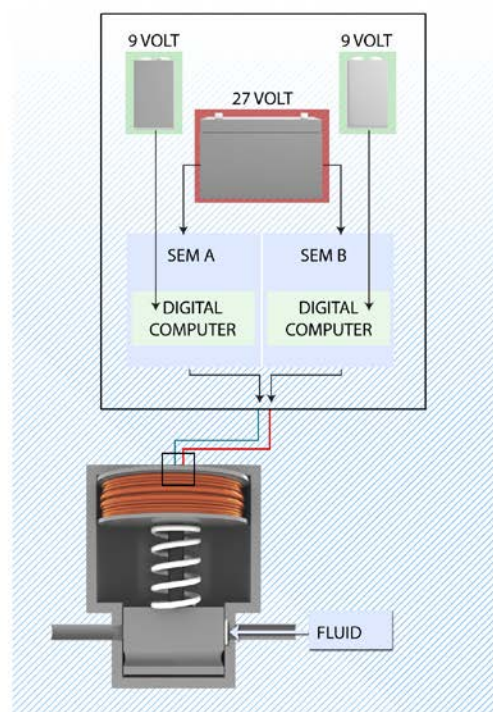 9 VOLT
9 VOLT
27 VOLT
SEM A
SEM B
DIGITAL
COMPUTER
DIGITAL
COMPUTER
FLUID